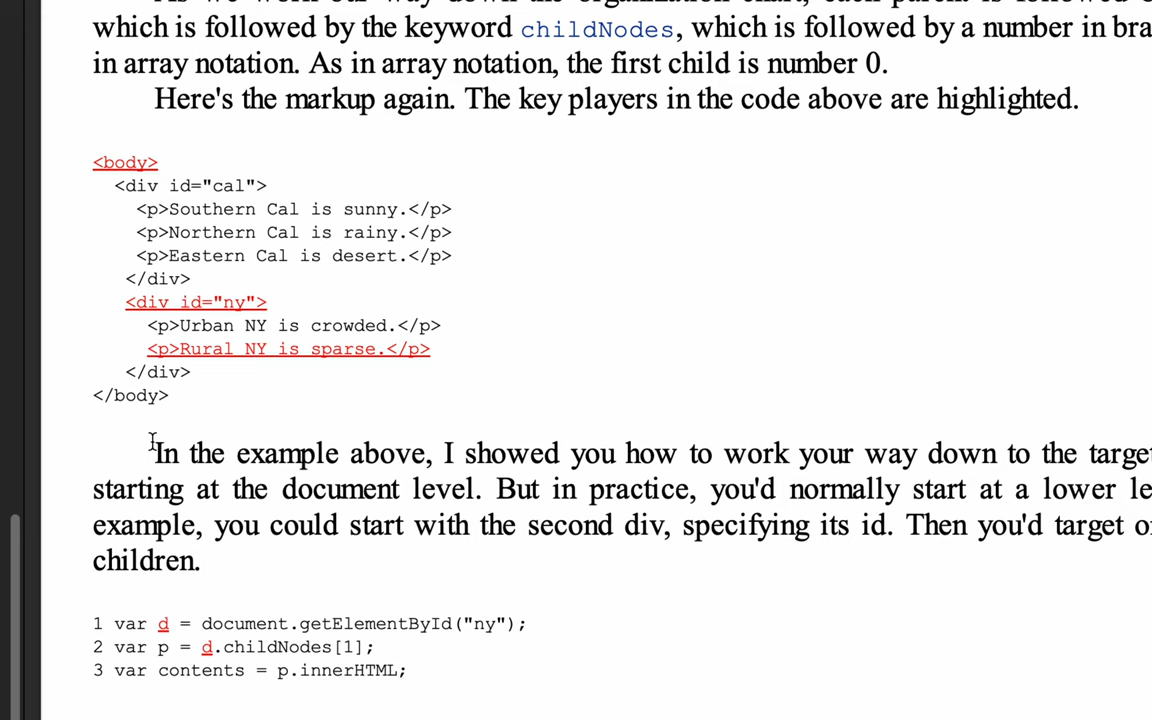 which is followed by the keyword childNodes, which is followed by a number in
in array notation. As in array notation, the first child is number 0.
Here's the markup again. The key players in the code above are highlighted.
<body>
<div id="cal">
<p>Southern Cal is sunny.</p>
<p>Northern Cal is rainy.</p>
<p>Eastern Cal is desert.</p>
</div>
<div id="ny">
<p>Urban NY is crowded.</p>
<p>Rural NY is sparse.</p>
</div>
</body>
In the example above, I showed you how to work your way down to the
starting at the document level. But in practice, you'd normally start at a lower
example, you could start with the second div, specifying its id. Then you'd target
children.
1 var d = document.getElementById("ny");
2 var p = d.childNodes[1];
3 var contents = p.innerHTML;